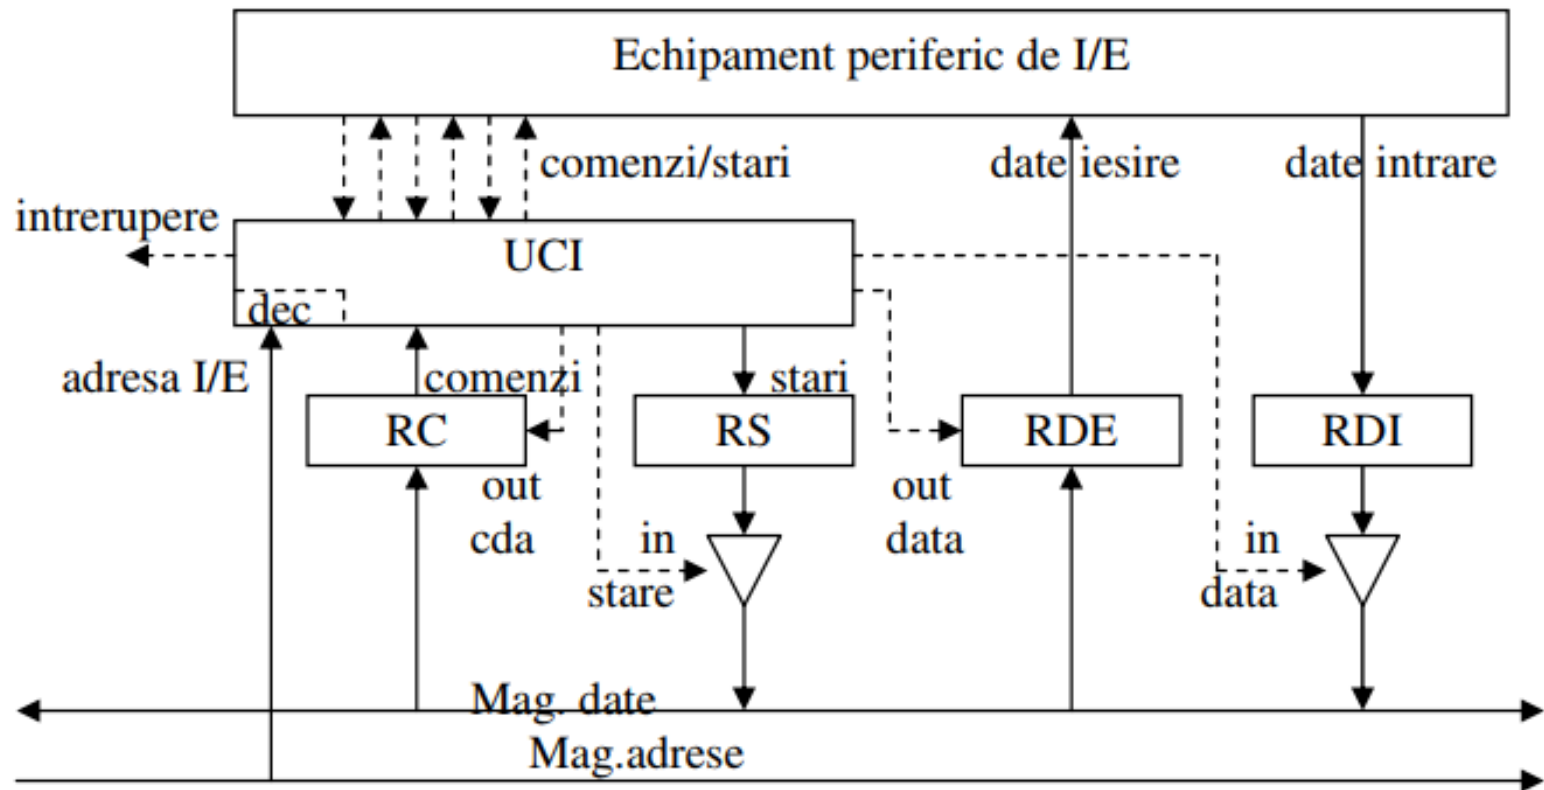 Echipament periferic de I/E
comenzi/stari
date iesire
date intrare
intrerupere
UCI
dec
adresa I/E
comenzi
stari
RC
RS
RDE
RDI
out
cda
in
stare
out
data
in
data
Mag. date
Mag.adrese